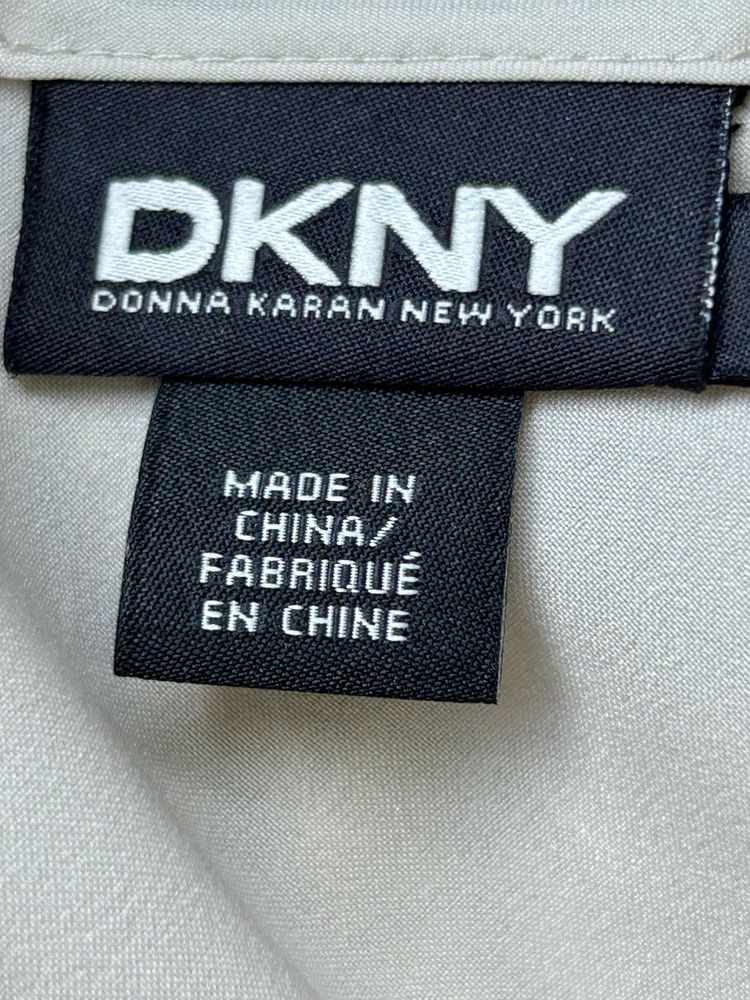 DKNY
DONNA KARAN NEW YORK
MADE IN
CHINA/
FABRIQUÉ
EN CHINE